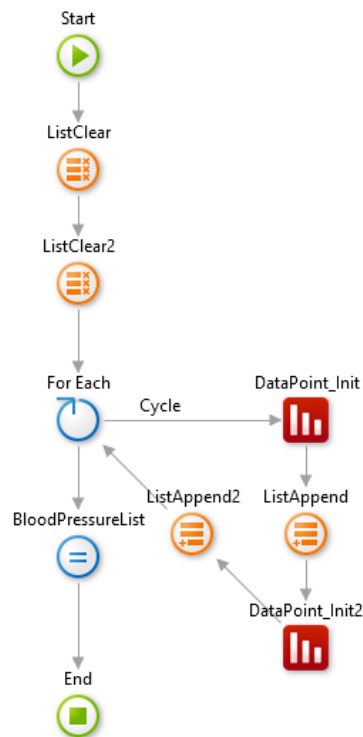 Start
ListClear
ListClear2
For Each
Cycle
DataPoint_Init
ListAppend2
ListAppend
BloodPressureList
DataPoint_Init2
End